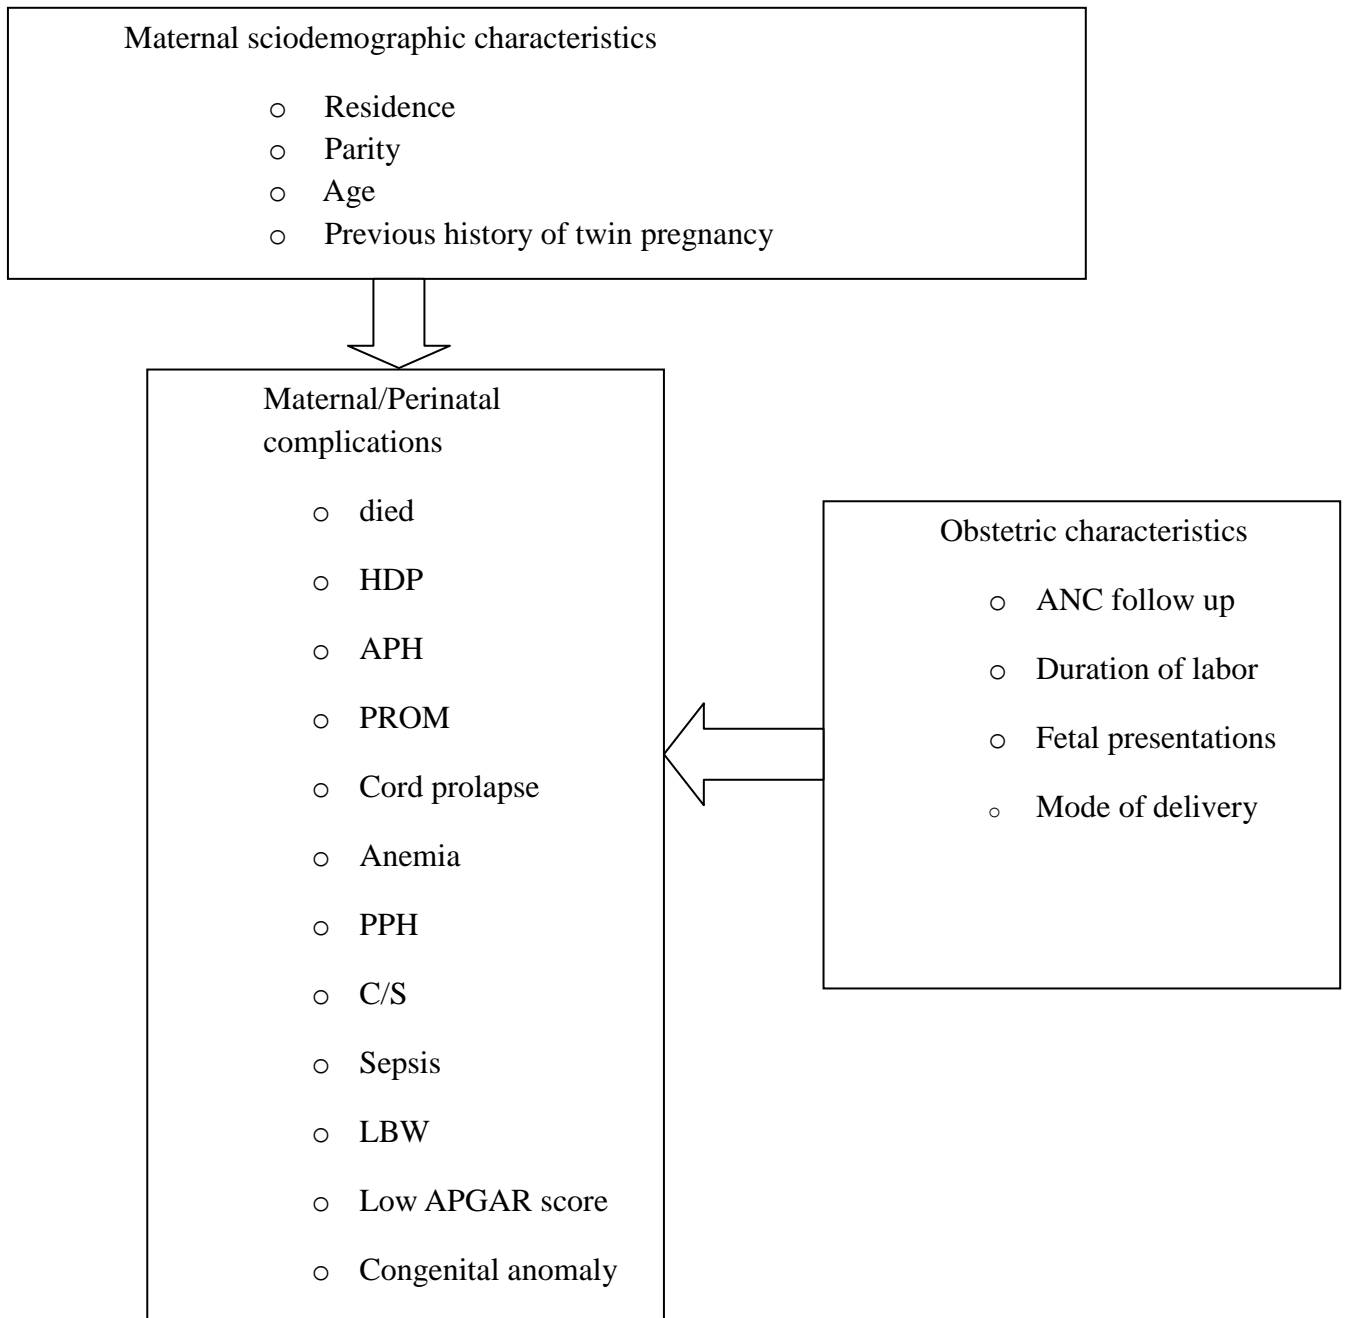 Maternal sciodemographic characteristics
o Residence
o Parity
o Age
o Previous history of twin pregnancy
Maternal/Perinatal
complications
o died
o HDP
o APH
o PROM
o Cord prolapse
o Anemia
o PPH
o C/S
o Sepsis
o LBW
o Low APGAR score
o Congenital anomaly
Obstetric characteristics
o ANC follow up
o Duration of labor
o Fetal presentations
o Mode of delivery